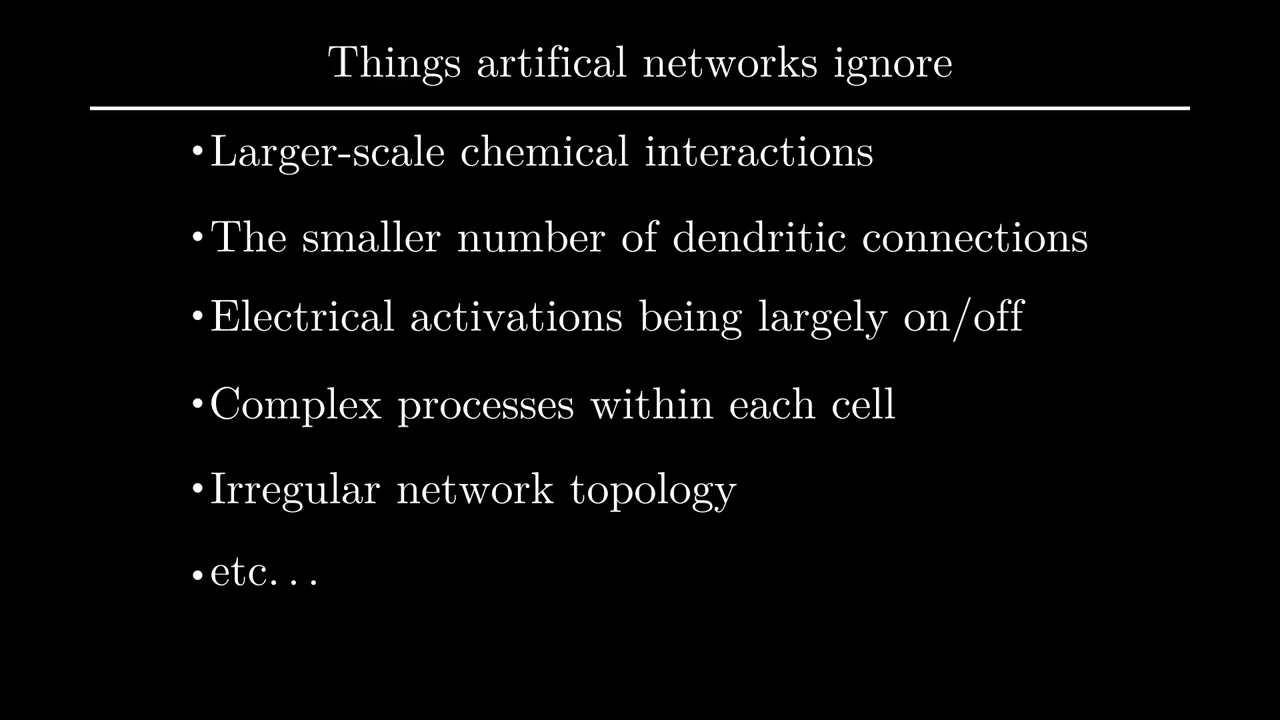 Things artifical networks ignore
•Larger-scale chemical interactions
•The smaller number of dendritic connections
•Electrical activations being largely on/off
•Complex processes within each cell
•Irregular network topology
•etc...